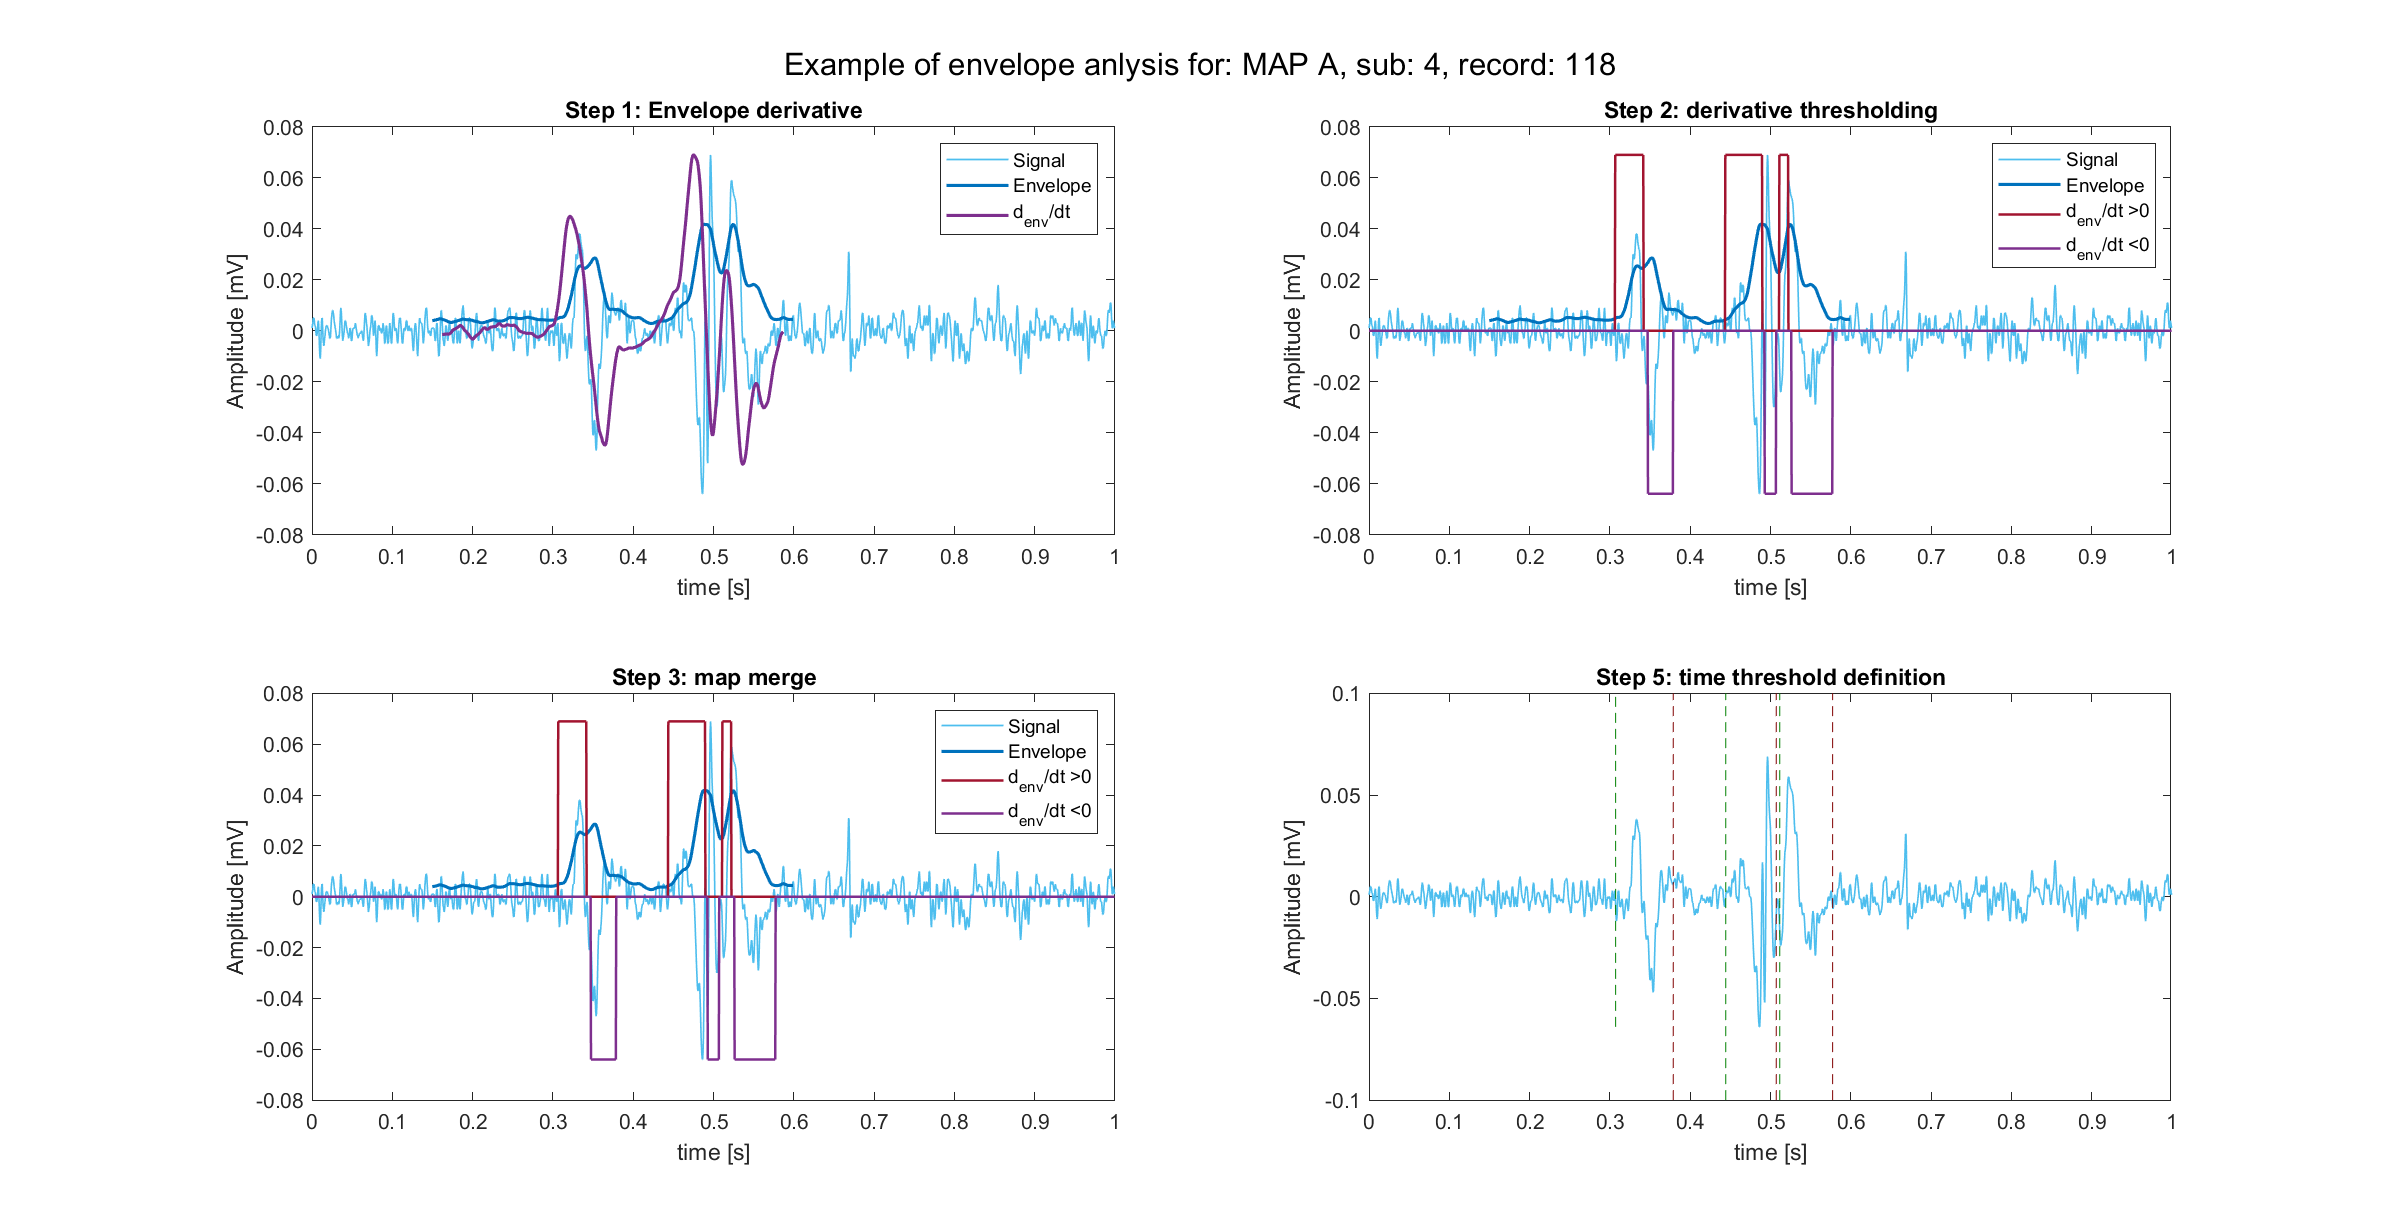 Example of envelope anlysis for: MAP A, sub: 4, record: 118
Step 1: Envelope derivative
0.08
0.06
0.04
0.02
0
-0.02
-0.04
-0.06
-0.08
Amplitude [mV]
0 0.1 0.2 0.3 0.4 0.5 0.6 0.7 0.8 0.9 1
time [s]
Signal
Envelope
d_env/dt
Step 2: derivative thresholding
0.08
0.06
0.04
0.02
0
-0.02
-0.04
-0.06
-0.08
Amplitude [mV]
0 0.1 0.2 0.3 0.4 0.5 0.6 0.7 0.8 0.9 1
time [s]
Signal
Envelope
d_env/dt >0
d_env/dt <0
Step 3: map merge
0.08
0.06
0.04
0.02
0
-0.02
-0.04
-0.06
-0.08
Amplitude [mV]
0 0.1 0.2 0.3 0.4 0.5 0.6 0.7 0.8 0.9 1
time [s]
Signal
Envelope
d_env/dt >0
d_env/dt <0
Step 5: time threshold definition
0.1
0.05
0
-0.05
-0.1
Amplitude [mV]
0 0.1 0.2 0.3 0.4 0.5 0.6 0.7 0.8 0.9 1
time [s]